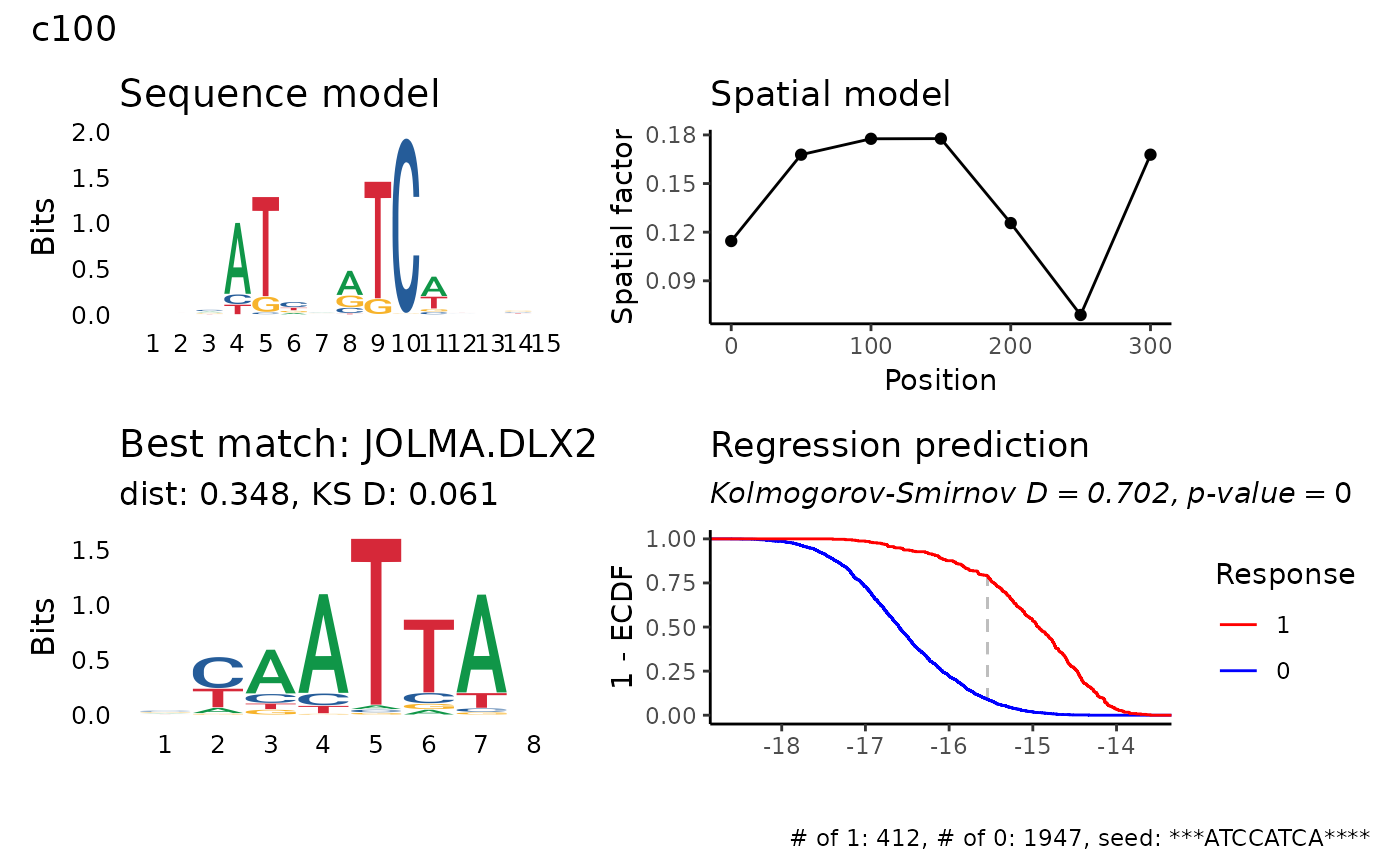 c100
Sequence model
Bits
2.0
1.5
1.0
0.5
0.0
1 2 3 4 5 6 7 8 9 10 11 12 13 14 15
Spatial model
Spatial factor
0.18
0.15
0.12
0.09
0 100 200 300
Position
Best match: JOLMA.DLX2
dist: 0.348, KS D: 0.061
Bits
1.5
1.0
0.5
0.0
1 2 3 4 5 6 7 8
Regression prediction
Kolmogorov-Smirnov D = 0.702, p-value = 0
1 - ECDF
1.00
0.75
0.50
0.25
0.00
-18 -17 -16 -15 -14
Response
1
0
# of 1: 412, # of 0: 1947, seed: ***ATCCATCA****